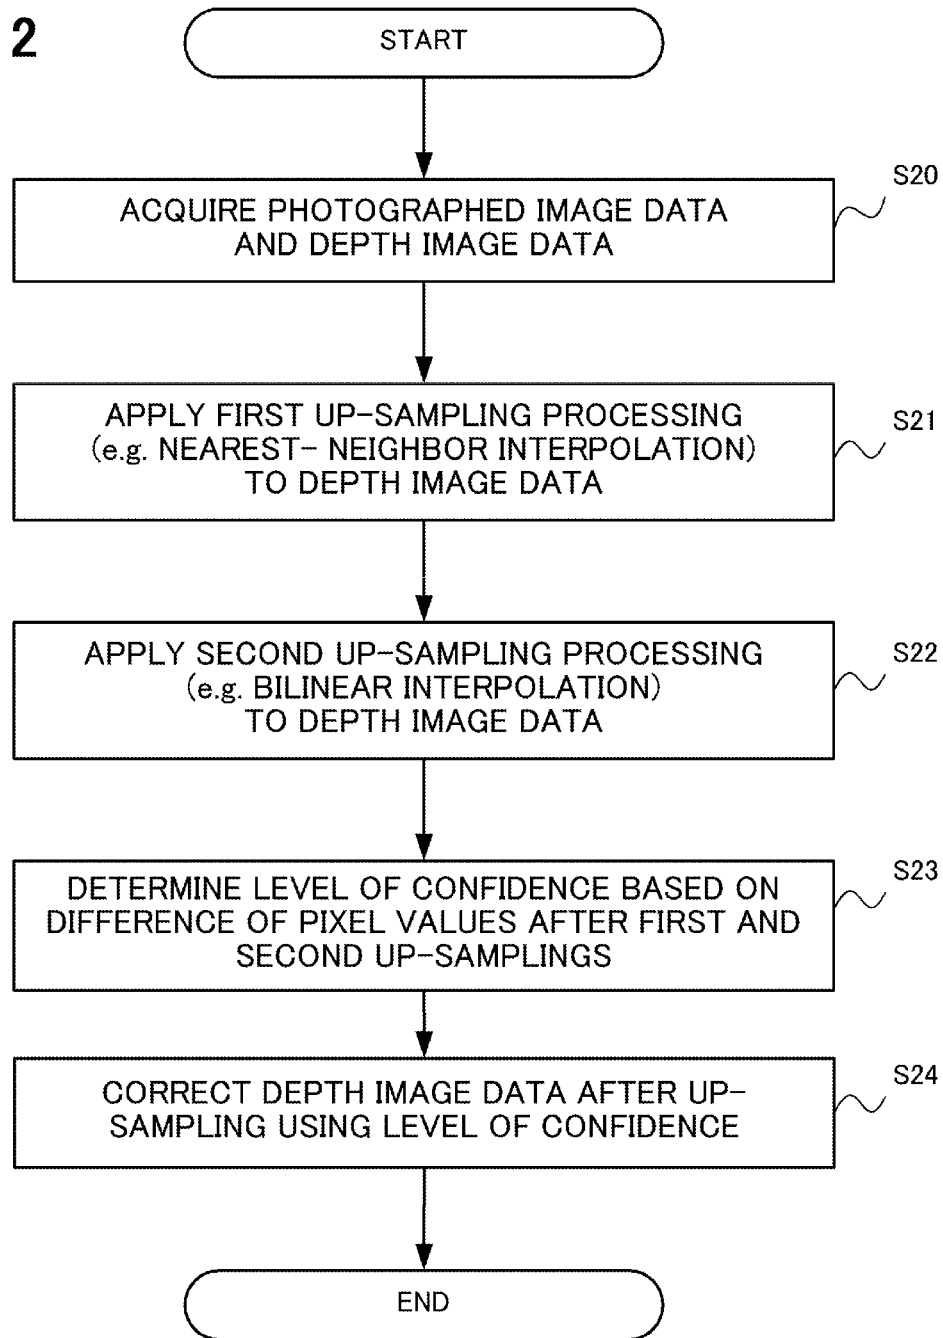 2
START
S20
ACQUIRE PHOTOGRAPHED IMAGE DATA
AND DEPTH IMAGE DATA
S21
APPLY FIRST UP-SAMPLING PROCESSING
(e.g. NEAREST- NEIGHBOR INTERPOLATION)
TO DEPTH IMAGE DATA
S22
APPLY SECOND UP-SAMPLING PROCESSING
(e.g. BILINEAR INTERPOLATION)
TO DEPTH IMAGE DATA
S23
DETERMINE LEVEL OF CONFIDENCE BASED ON
DIFFERENCE OF PIXEL VALUES AFTER FIRST AND
SECOND UP-SAMPLINGS
S24
CORRECT DEPTH IMAGE DATA AFTER UP-
SAMPLING USING LEVEL OF CONFIDENCE
END